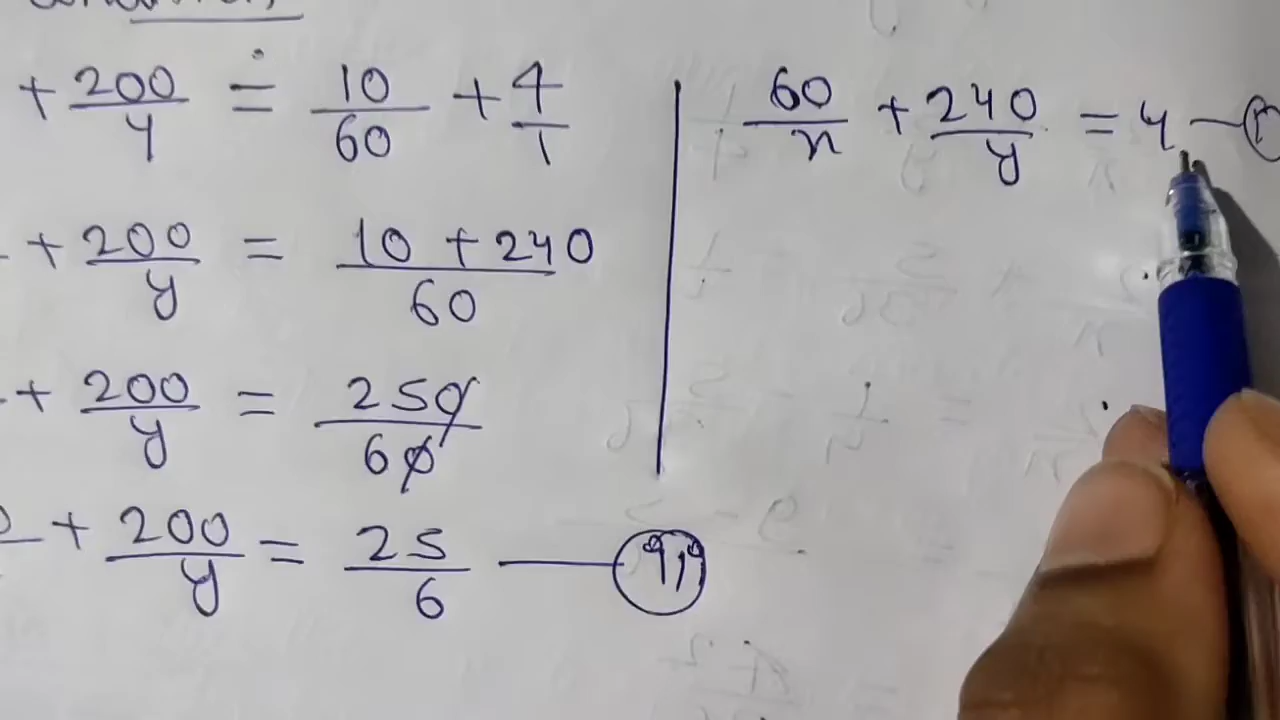 + 200/y = 10/60 + 4/1
+ 200/y = 10 + 240/60
+ 200/y = 250/60
+ 200/y = 25/6 — (ii)
60/x + 240/y = 4 —